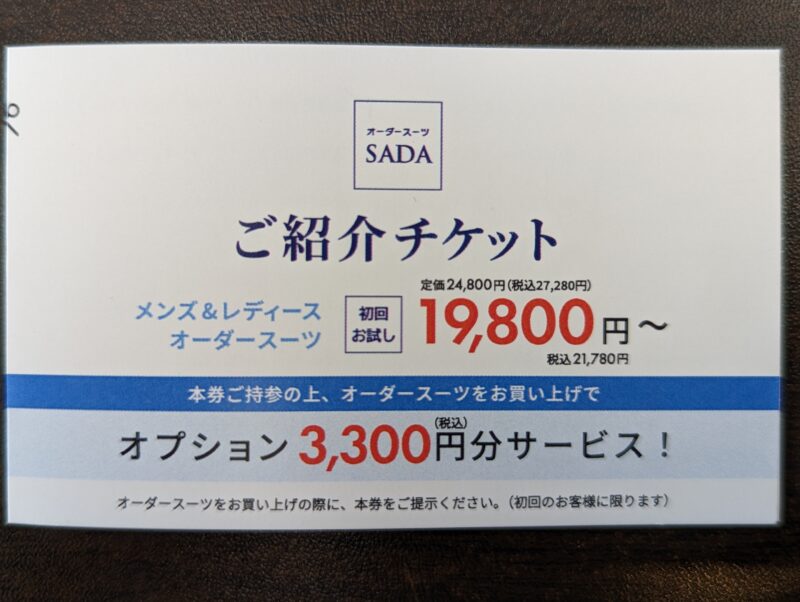 オーダースーツ
SADA
ご紹介チケット
メンズ&レディース
オーダースーツ
初回
お試し
定価24,800円(税込27,280円)
19,800円〜
税込21,780円
本券ご持参の上、オーダースーツをお買い上げで
オプション3,300円分サービス!
(税込)
オーダースーツをお買い上げの際に、本券をご提示ください。(初回のお客様に限ります)